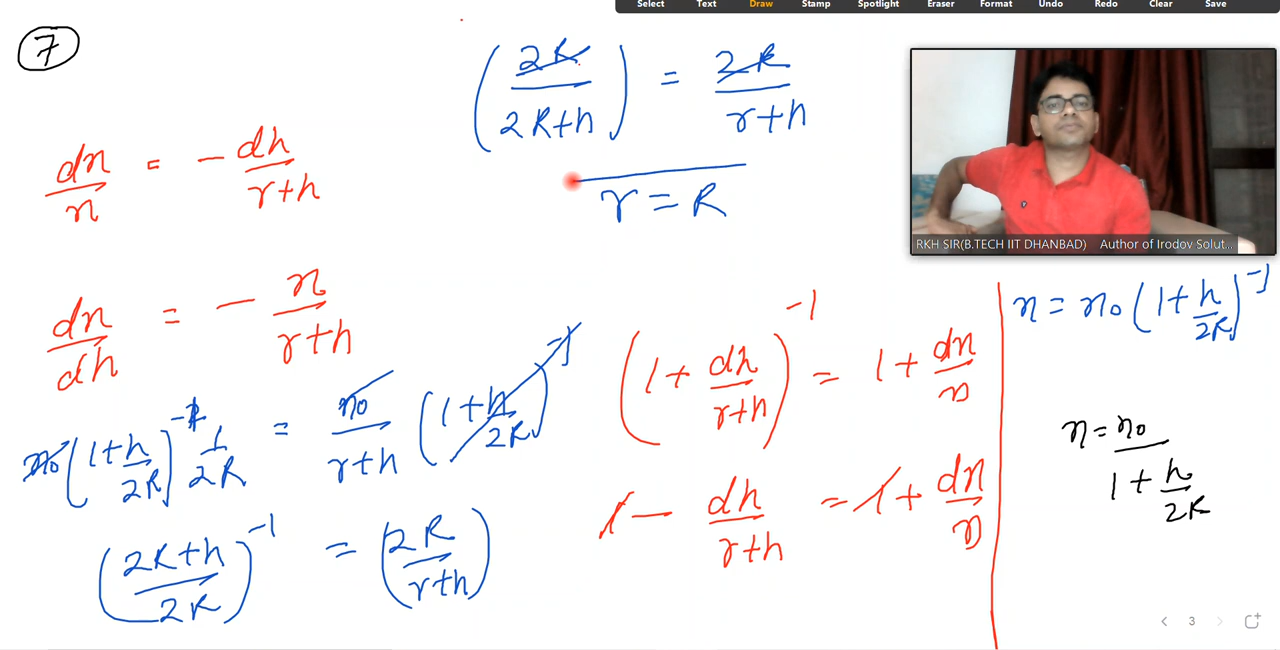 Select Text Draw Stamp Spotlight Eraser Format Undo Redo Clear Save
7
(2R/2R+h) = 2R/r+h
r = R
dn/n = - dh/r+h
dn/dh = - n/r+h
n₀(1+h/2R)⁻² 1/2R = n₀/r+h (1+h/2R)⁻¹
(2R+h/2R)⁻¹ = (2R/r+h)
(1+dh/r+h)⁻¹ = 1+dn/n
1 - dh/r+h = 1+dn/n
RKH SIR(B.TECH IIT DHANBAD) Author of Irodov Solut...
n = n₀(1+h/2R)⁻¹
n = n₀/1+h/2R
< 3 >